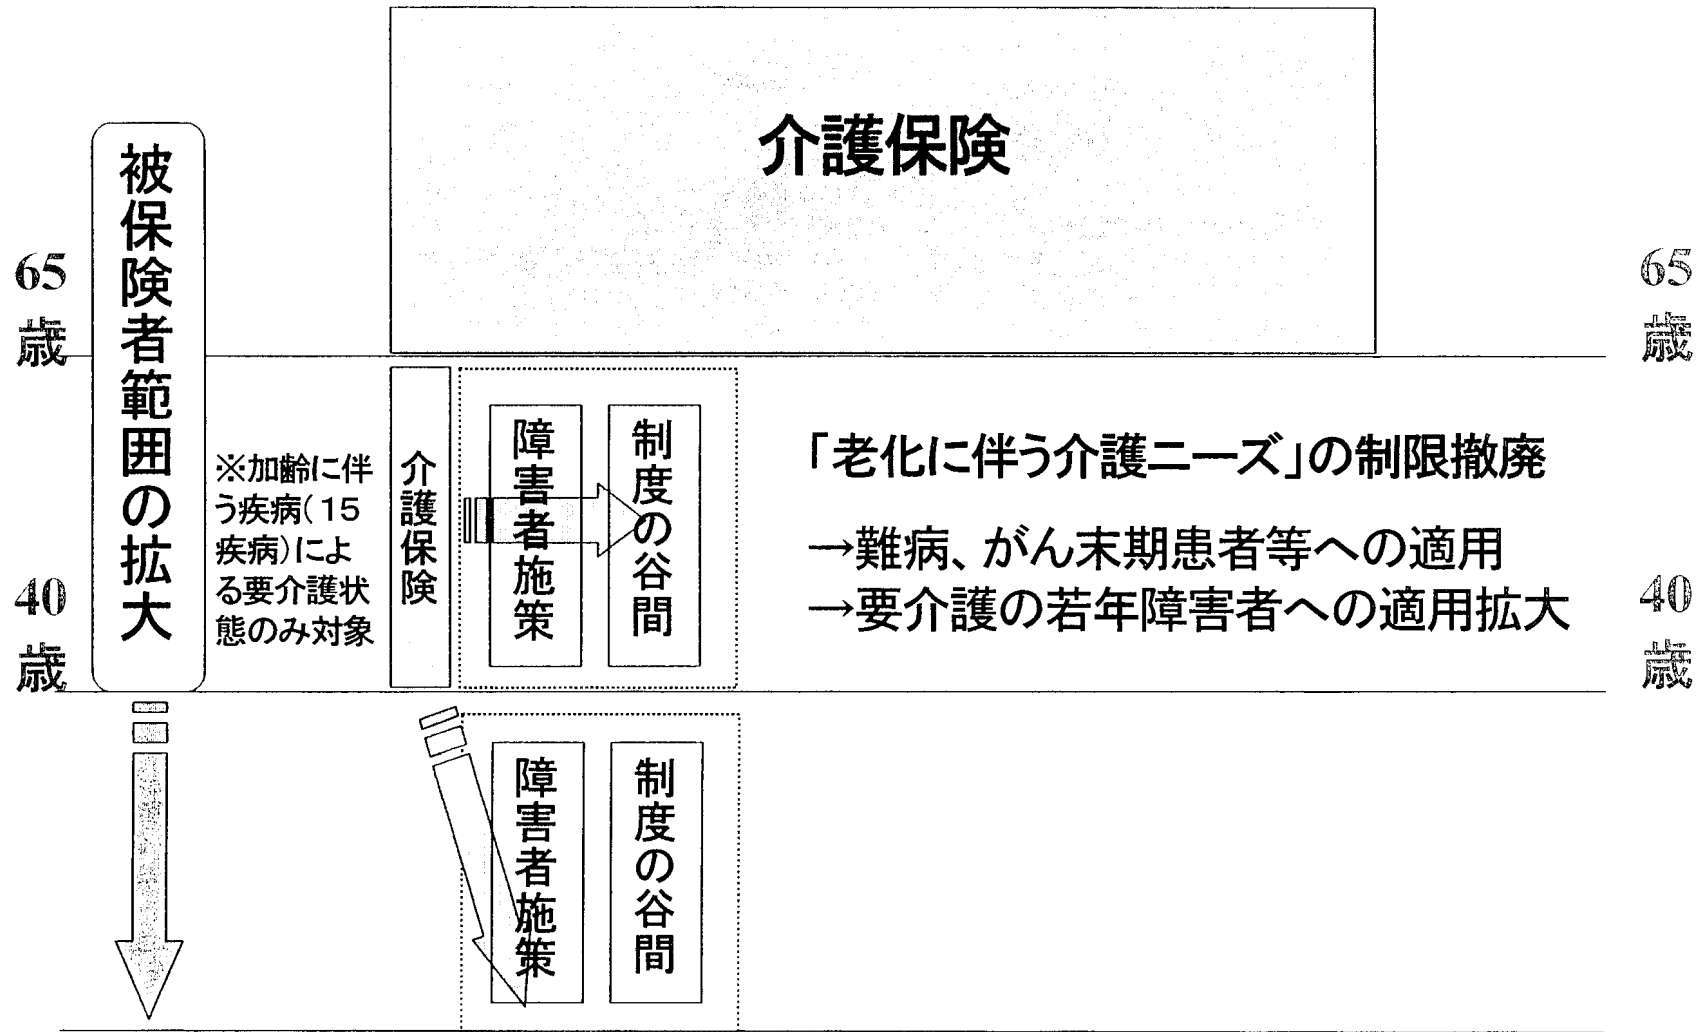 介護保険
被保険者範囲の拡大
65
歳
65
歳
※加齢に伴
う疾病(15
疾病)によ
る要介護状
態のみ対象
介護保険
障害者施策
制度の谷間
「老化に伴う介護ニーズ」の制限撤廃
→難病、がん末期患者等への適用
→要介護の若年障害者への適用拡大
40
歳
40
歳
障害者施策
制度の谷間